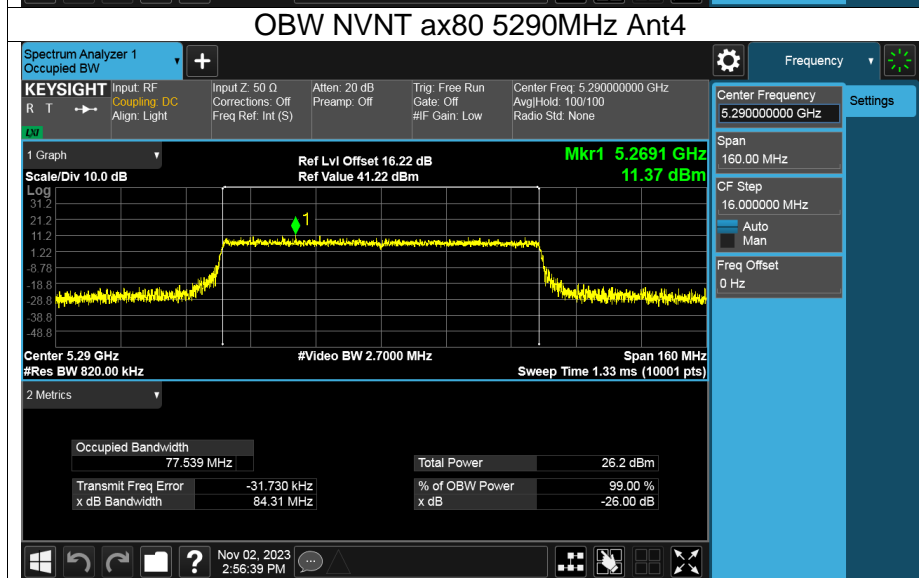 OBW NVNT ax80 5290MHz Ant4
Spectrum Analyzer 1
Occupied BW
Frequency
KEYSIGHT
R T
LNI
Input: RF
Coupling: DC
Align: Light
Input Z: 50 Ω
Corrections: Off
Freq Ref: Int (S)
Atten: 20 dB
Preamp: Off
Trig: Free Run
Gate: Off
#IF Gain: Low
Center Freq: 5.290000000 GHz
Avg|Hold: 100/100
Radio Std: None
Center Frequency
5.290000000 GHz
Settings
Span
160.00 MHz
CF Step
16.000000 MHz
Auto
Man
Freq Offset
0 Hz
1 Graph
Scale/Div 10.0 dB
Ref Lvl Offset 16.22 dB
Ref Value 41.22 dBm
Mkr1 5.2691 GHz
11.37 dBm
Log
31.2
21.2
11.2
1.22
-8.78
-18.8
-28.8
-38.8
-48.8
1
Center 5.29 GHz
#Res BW 820.00 kHz
#Video BW 2.7000 MHz
Span 160 MHz
Sweep Time 1.33 ms (10001 pts)
2 Metrics
Occupied Bandwidth
77.539 MHz
Total Power 26.2 dBm
Transmit Freq Error -31.730 kHz
% of OBW Power 99.00 %
x dB Bandwidth 84.31 MHz
x dB -26.00 dB
?
Nov 02, 2023
2:56:39 PM